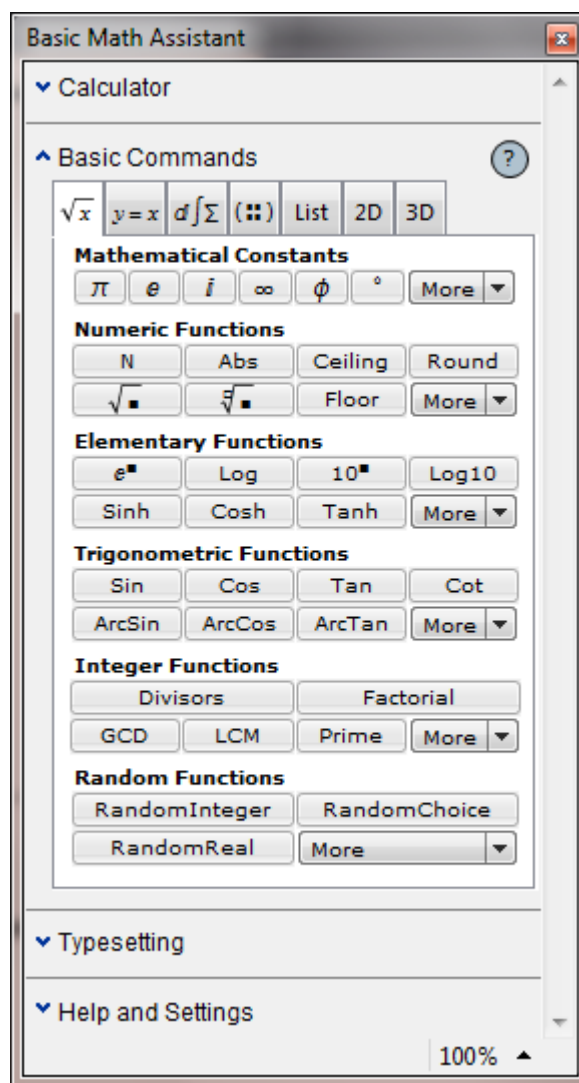 Basic Math Assistant
Calculator
Basic Commands ?
√x y = x d∫Σ (::) List 2D 3D
Mathematical Constants
π e i ∞ ϕ ° More
Numeric Functions
N Abs Ceiling Round
√▪ ∜▪ Floor More
Elementary Functions
e▪ Log 10▪ Log10
Sinh Cosh Tanh More
Trigonometric Functions
Sin Cos Tan Cot
ArcSin ArcCos ArcTan More
Integer Functions
Divisors Factorial
GCD LCM Prime More
Random Functions
RandomInteger RandomChoice
RandomReal More
Typesetting
Help and Settings
100%